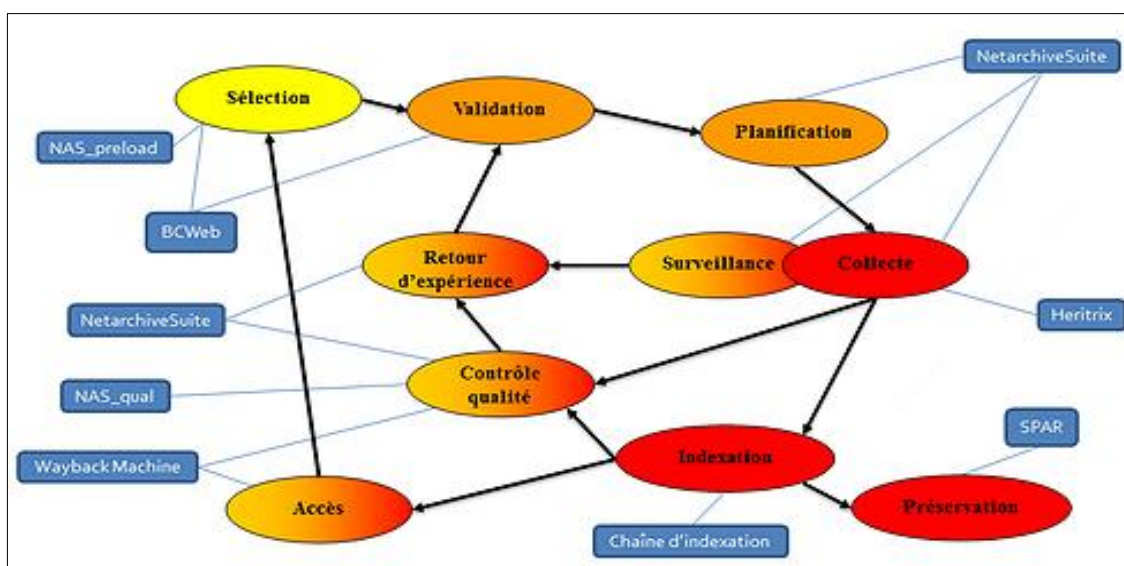 NetarchiveSuite
Sélection
Validation
Planification
NAS_preload
BCWeb
Retour
d'expérience
Surveillance
Collecte
NetarchiveSuite
Heritrix
Contrôle
qualité
NAS_qual
SPAR
Wayback Machine
Indexation
Accès
Préservation
Chaîne d'indexation